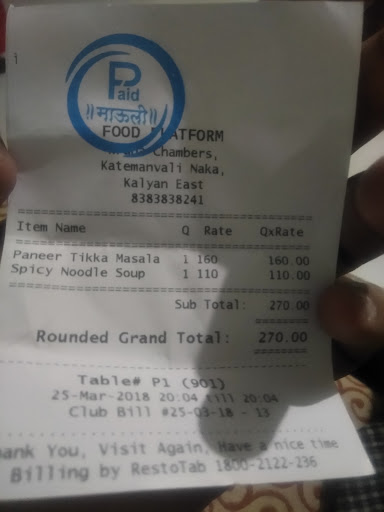 Paid
॥माऊली॥
FOOD PLATFORM
Chambers,
Katemanvali Naka,
Kalyan East
8383838241
Item Name Q Rate QxRate
Paneer Tikka Masala 1 160 160.00
Spicy Noodle Soup 1 110 110.00
Sub Total: 270.00
Rounded Grand Total: 270.00
Table# P1 (901)
25-Mar-2018 20:04 till 20:04
Club Bill #25-03-18 - 13
ank You, Visit Again, Have a nice time
Billing by RestoTab 1800-2122-236